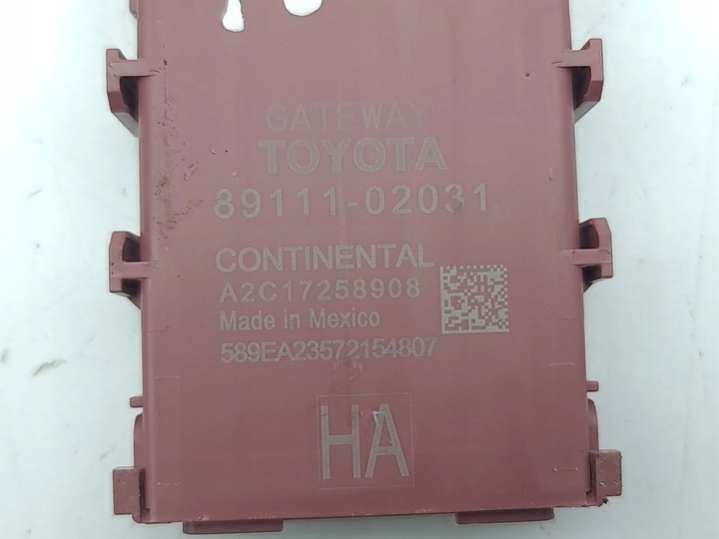 GATEWAY
TOYOTA
89111-02031
CONTINENTAL
A2C17258908
Made in Mexico
589EA23572154807
HA